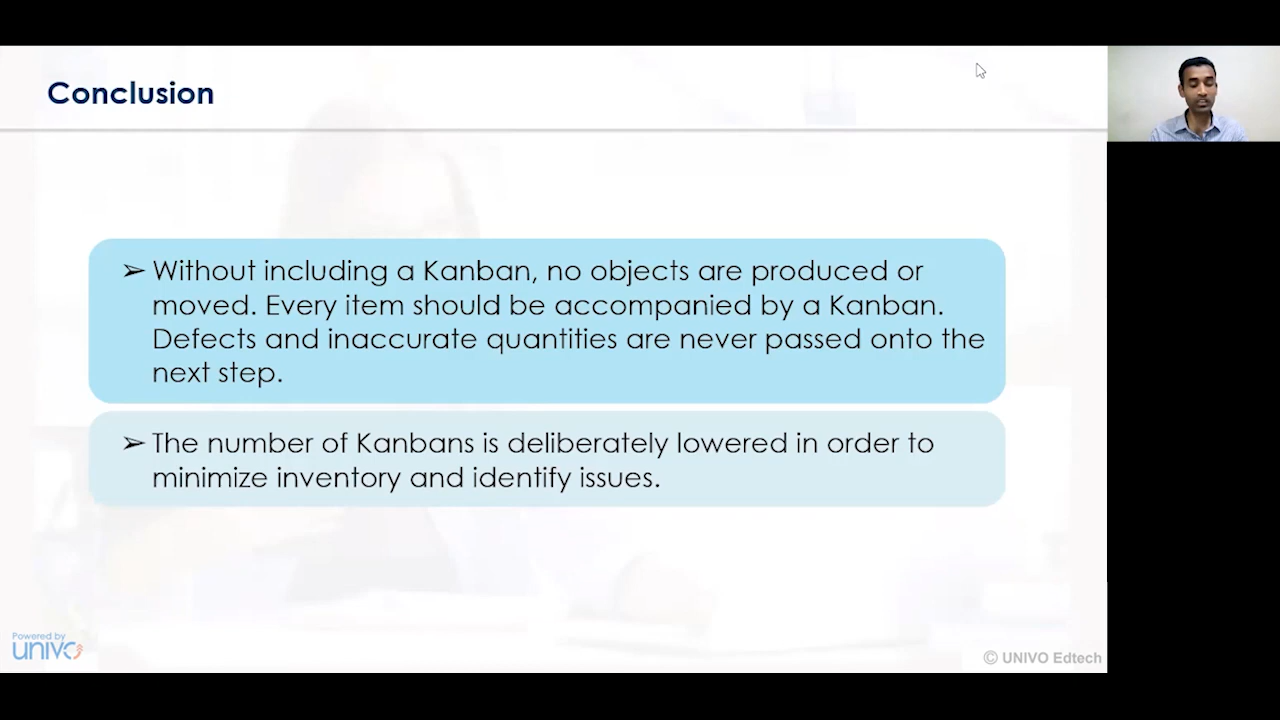 Conclusion
➢ Without including a Kanban, no objects are produced or
moved. Every item should be accompanied by a Kanban.
Defects and inaccurate quantities are never passed onto the
next step.
➢ The number of Kanbans is deliberately lowered in order to
minimize inventory and identify issues.
Powered by
univo
© UNIVO Edtech